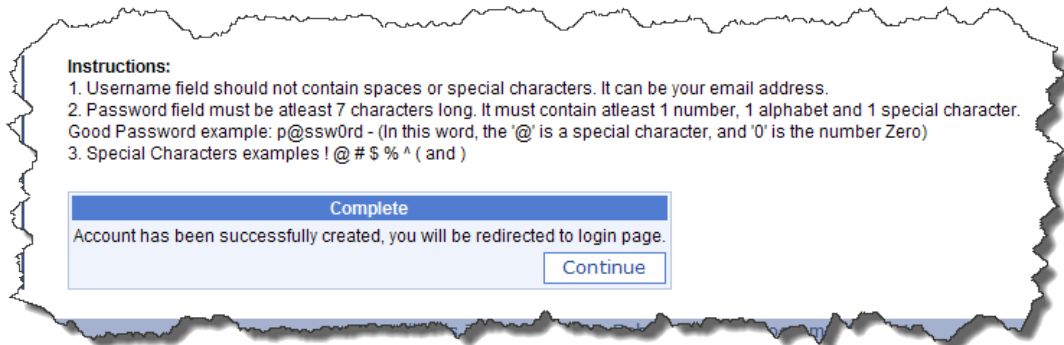 Instructions:
1. Username field should not contain spaces or special characters. It can be your email address.
2. Password field must be atleast 7 characters long. It must contain atleast 1 number, 1 alphabet and 1 special character.
Good Password example: p@ssw0rd - (In this word, the '@' is a special character, and '0' is the number Zero)
3. Special Characters examples ! @ # $ % ^ ( and )
Complete
Account has been successfully created, you will be redirected to login page.
Continue